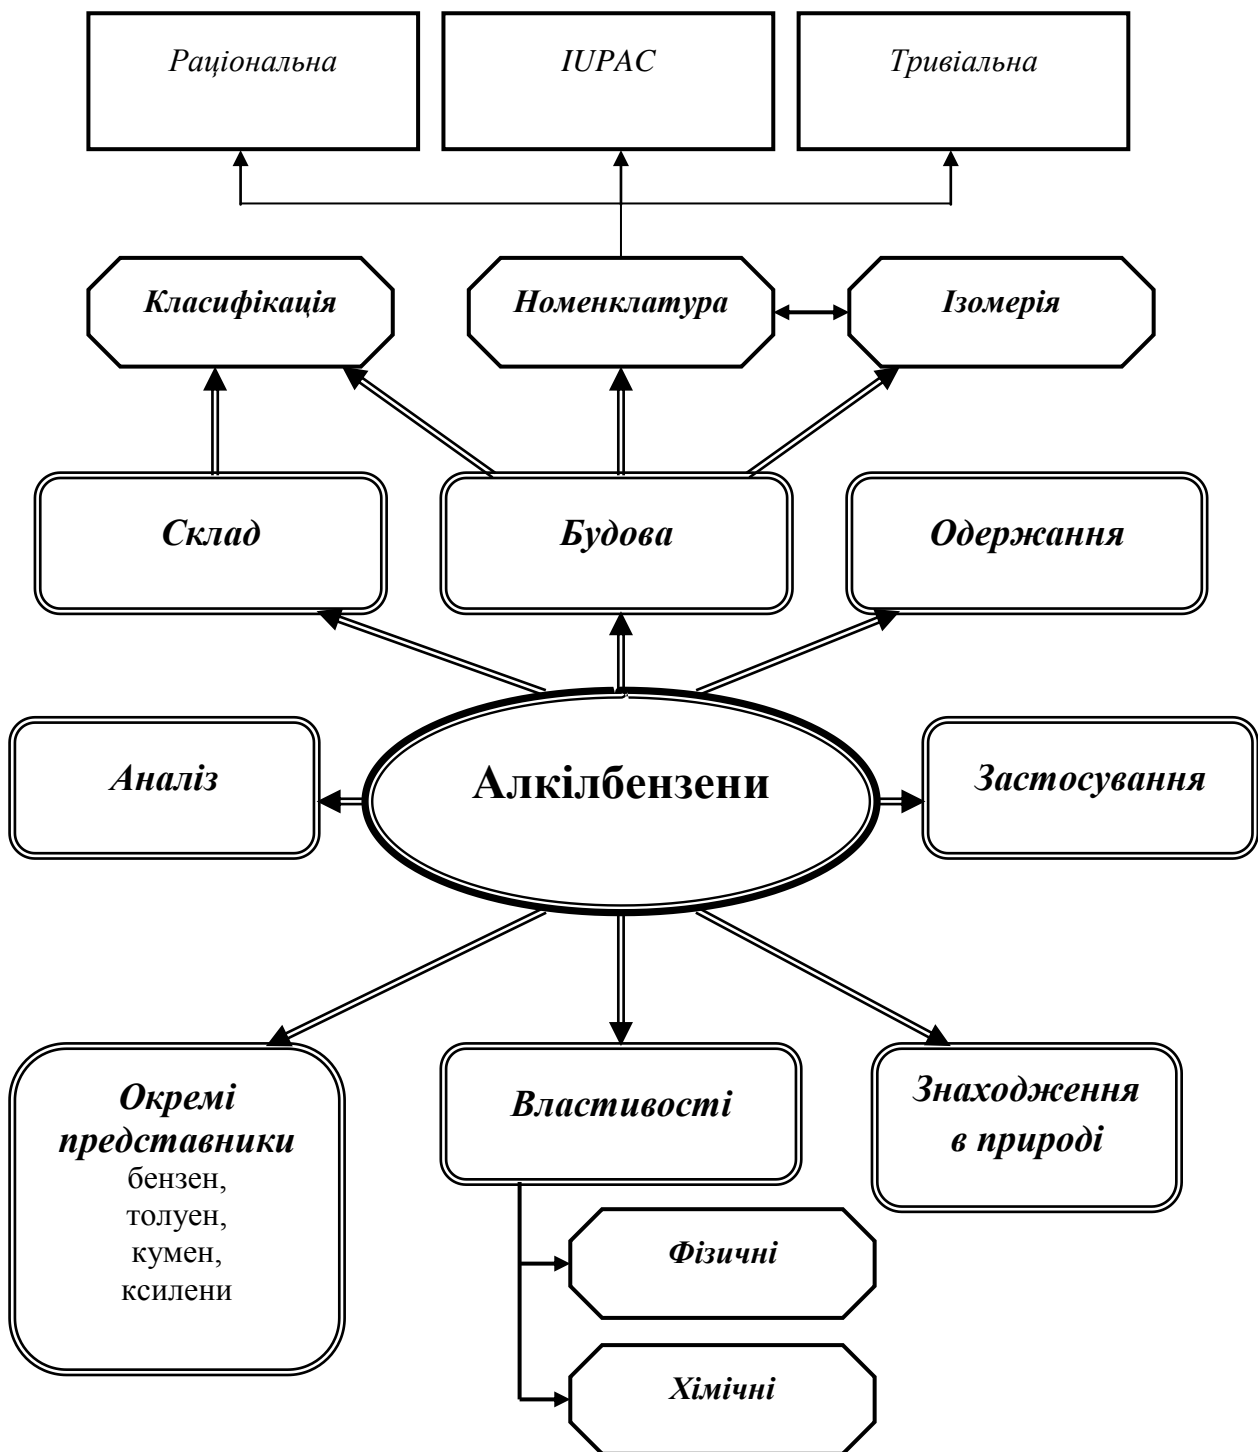 Раціональна
IUPAC
Тривіальна
Класифікація
Номенклатура
Ізомерія
Склад
Будова
Одержання
Аналіз
Алкілбензени
Застосування
Окремі
представники
бензен,
толуен,
кумен,
ксилени
Властивості
Знаходження
в природі
Фізичні
Хімічні